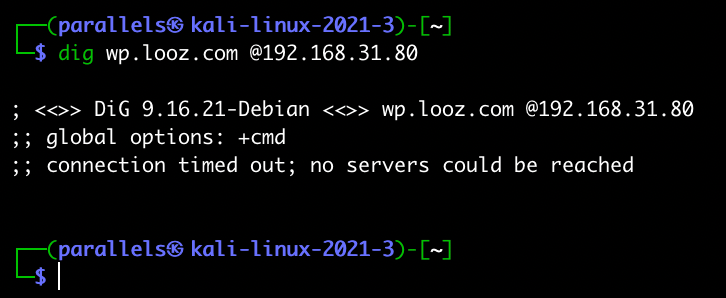 ┌──(parallels㉿kali-linux-2021-3)-[~]
└─$ dig wp.looz.com @192.168.31.80
; <<>> DiG 9.16.21-Debian <<>> wp.looz.com @192.168.31.80
;; global options: +cmd
;; connection timed out; no servers could be reached
┌──(parallels㉿kali-linux-2021-3)-[~]
└─$